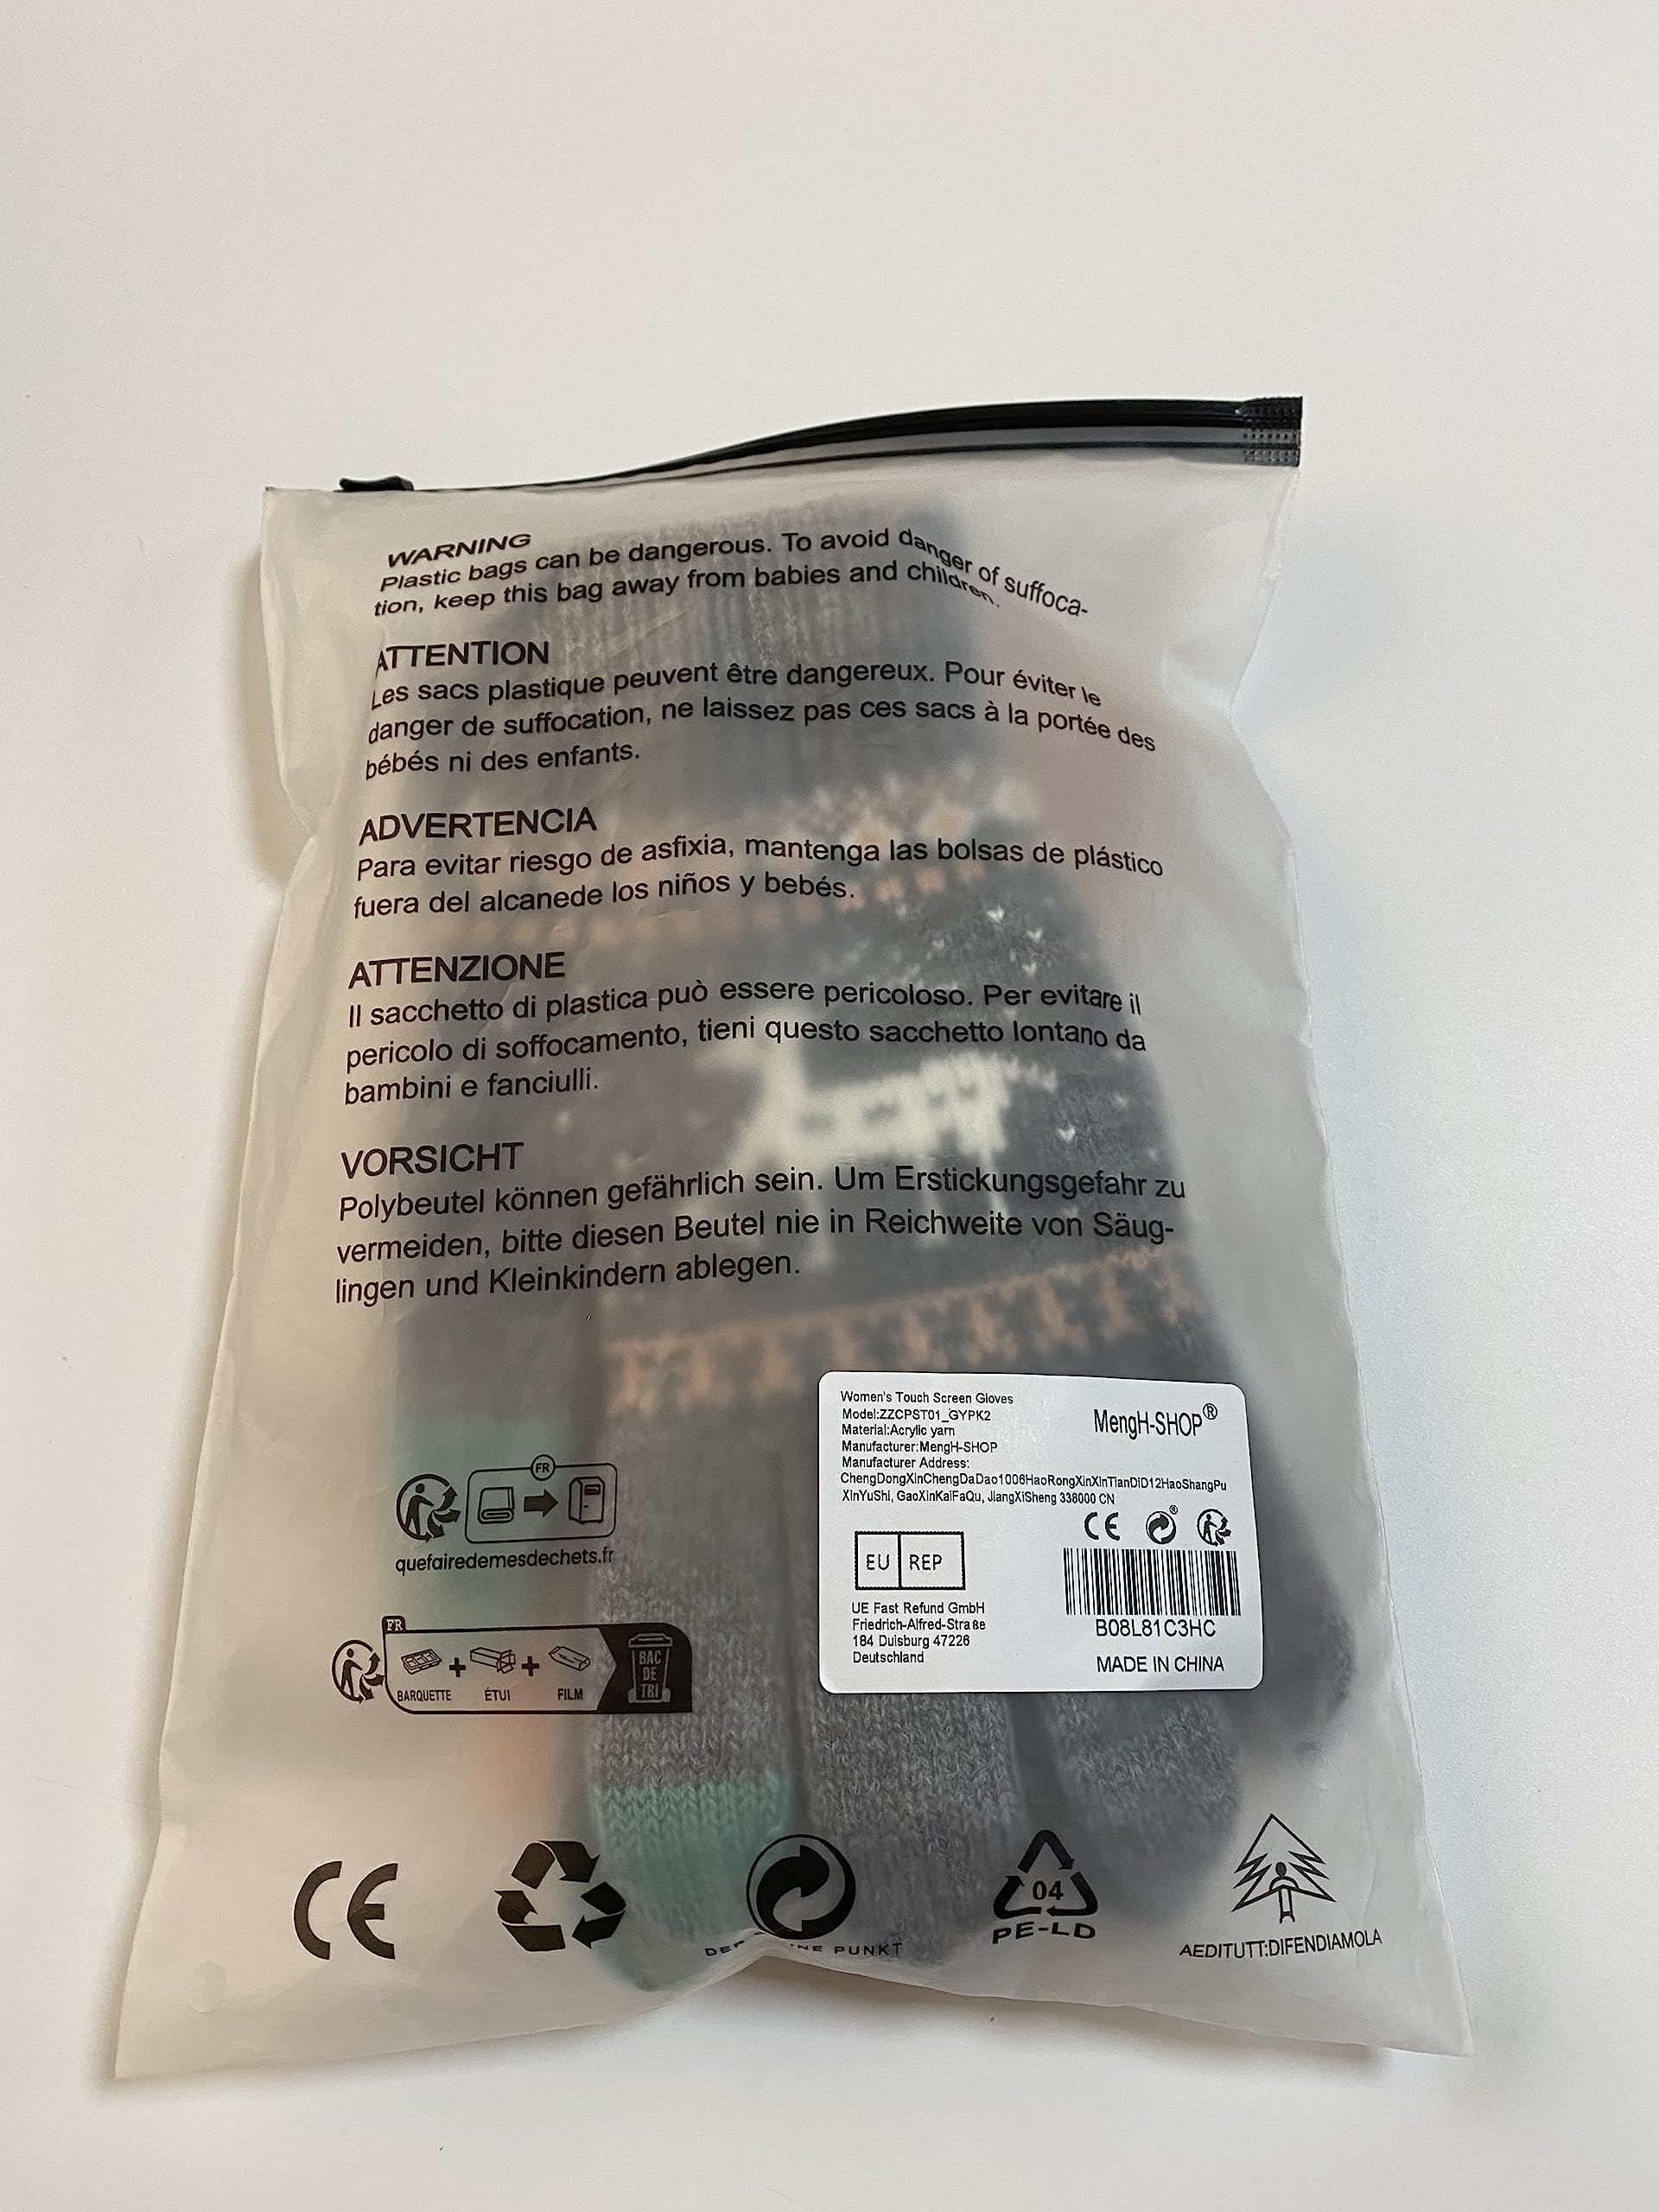 WARNING
Plastic bags can be dangerous. To avoid danger of suffoca-
tion, keep this bag away from babies and children.
ATTENTION
Les sacs plastique peuvent être dangereux. Pour éviter le
danger de suffocation, ne laissez pas ces sacs à la portée des
bébés ni des enfants.
ADVERTENCIA
Para evitar riesgo de asfixia, mantenga las bolsas de plástico
fuera del alcanede los niños y bebés.
ATTENZIONE
Il sacchetto di plastica può essere pericoloso. Per evitare il
pericolo di soffocamento, tieni questo sacchetto lontano da
bambini e fanciulli.
VORSICHT
Polybeutel können gefährlich sein. Um Erstickungsgefahr zu
vermeiden, bitte diesen Beutel nie in Reichweite von Säug-
lingen und Kleinkindern ablegen.
FR
quefairedemesdechets.fr
FR
BARQUETTE + ÉTUI + FILM
BAC
DE
TRI
Women's Touch Screen Gloves
Model:ZZCPST01_GYPK2
Material:Acrylic yarn
Manufacturer:MengH-SHOP
Manufacturer Address:
ChengDongXinChengDaDao1006HaoRongXinXinTianDiD12HaoShangPu
XinYuShi, GaoXinKaiFaQu, JiangXiSheng 338000 CN
MengH-SHOP®
CE ®
EU REP
UE Fast Refund GmbH
Friedrich-Alfred-Straße
184 Duisburg 47226
Deutschland
B08L81C3HC
MADE IN CHINA
CE
PUNKT
04
PE-LD
AEDITUTT:DIFENDIAMOLA